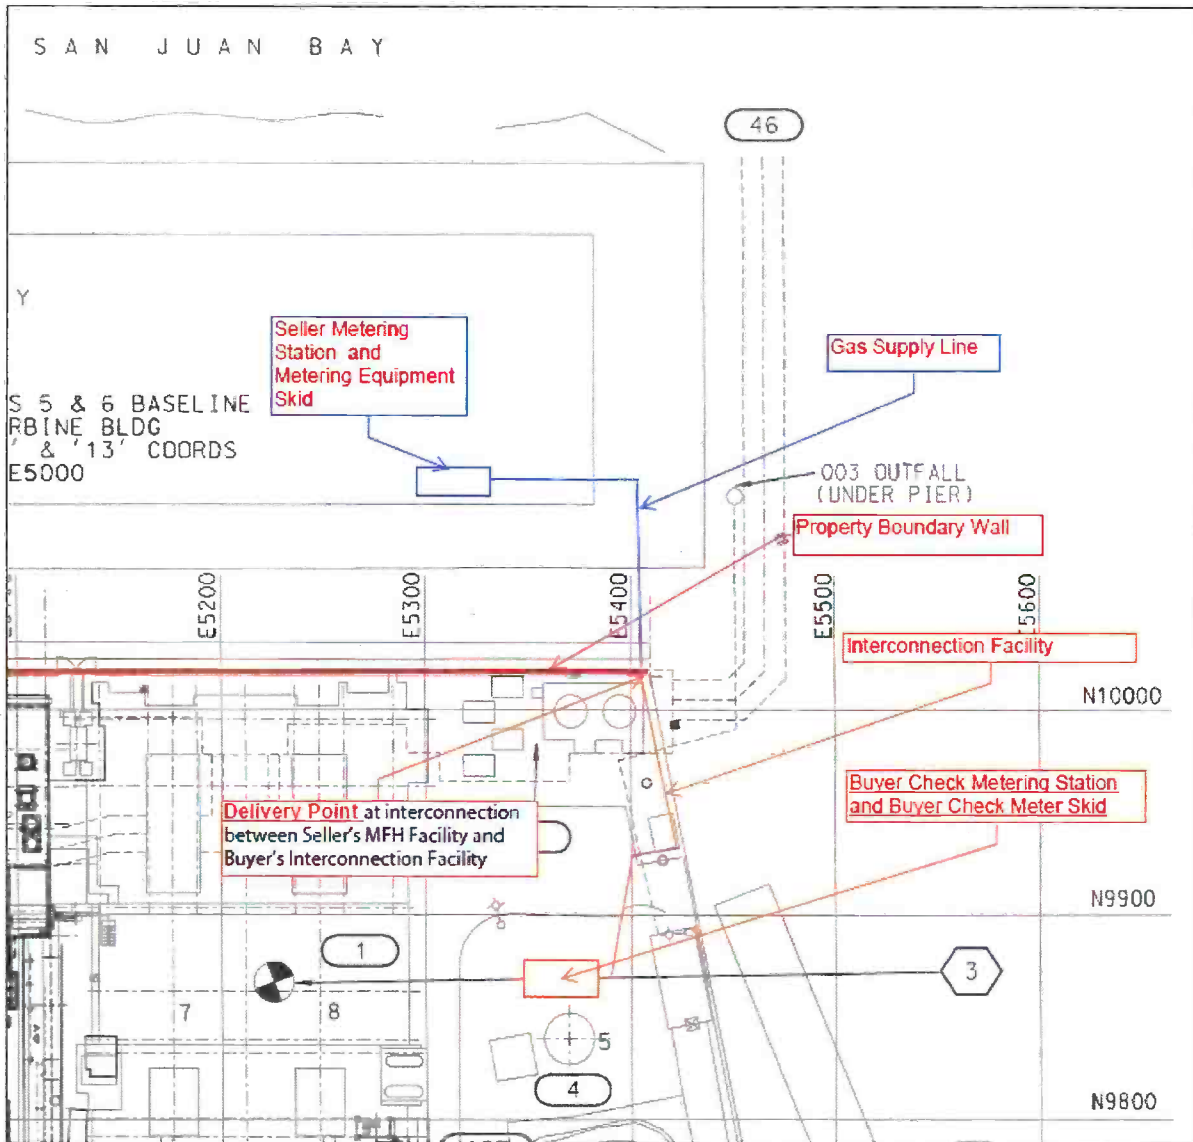 SAN JUAN BAY
46
Y
Seller Metering
Station and
Metering Equipment
Skid
Gas Supply Line
S 5 & 6 BASELINE
RBINE BLDG
' & '13' COORDS
E5000
003 OUTFALL
(UNDER PIER)
Property Boundary Wall
E5200
E5300
E5400
E5500
E5600
Interconnection Facility
N10000
Buyer Check Metering Station
and Buyer Check Meter Skid
Delivery Point at interconnection
between Seller's MFH Facility and
Buyer's Interconnection Facility
N9900
1
3
7
8
5
4
N9800